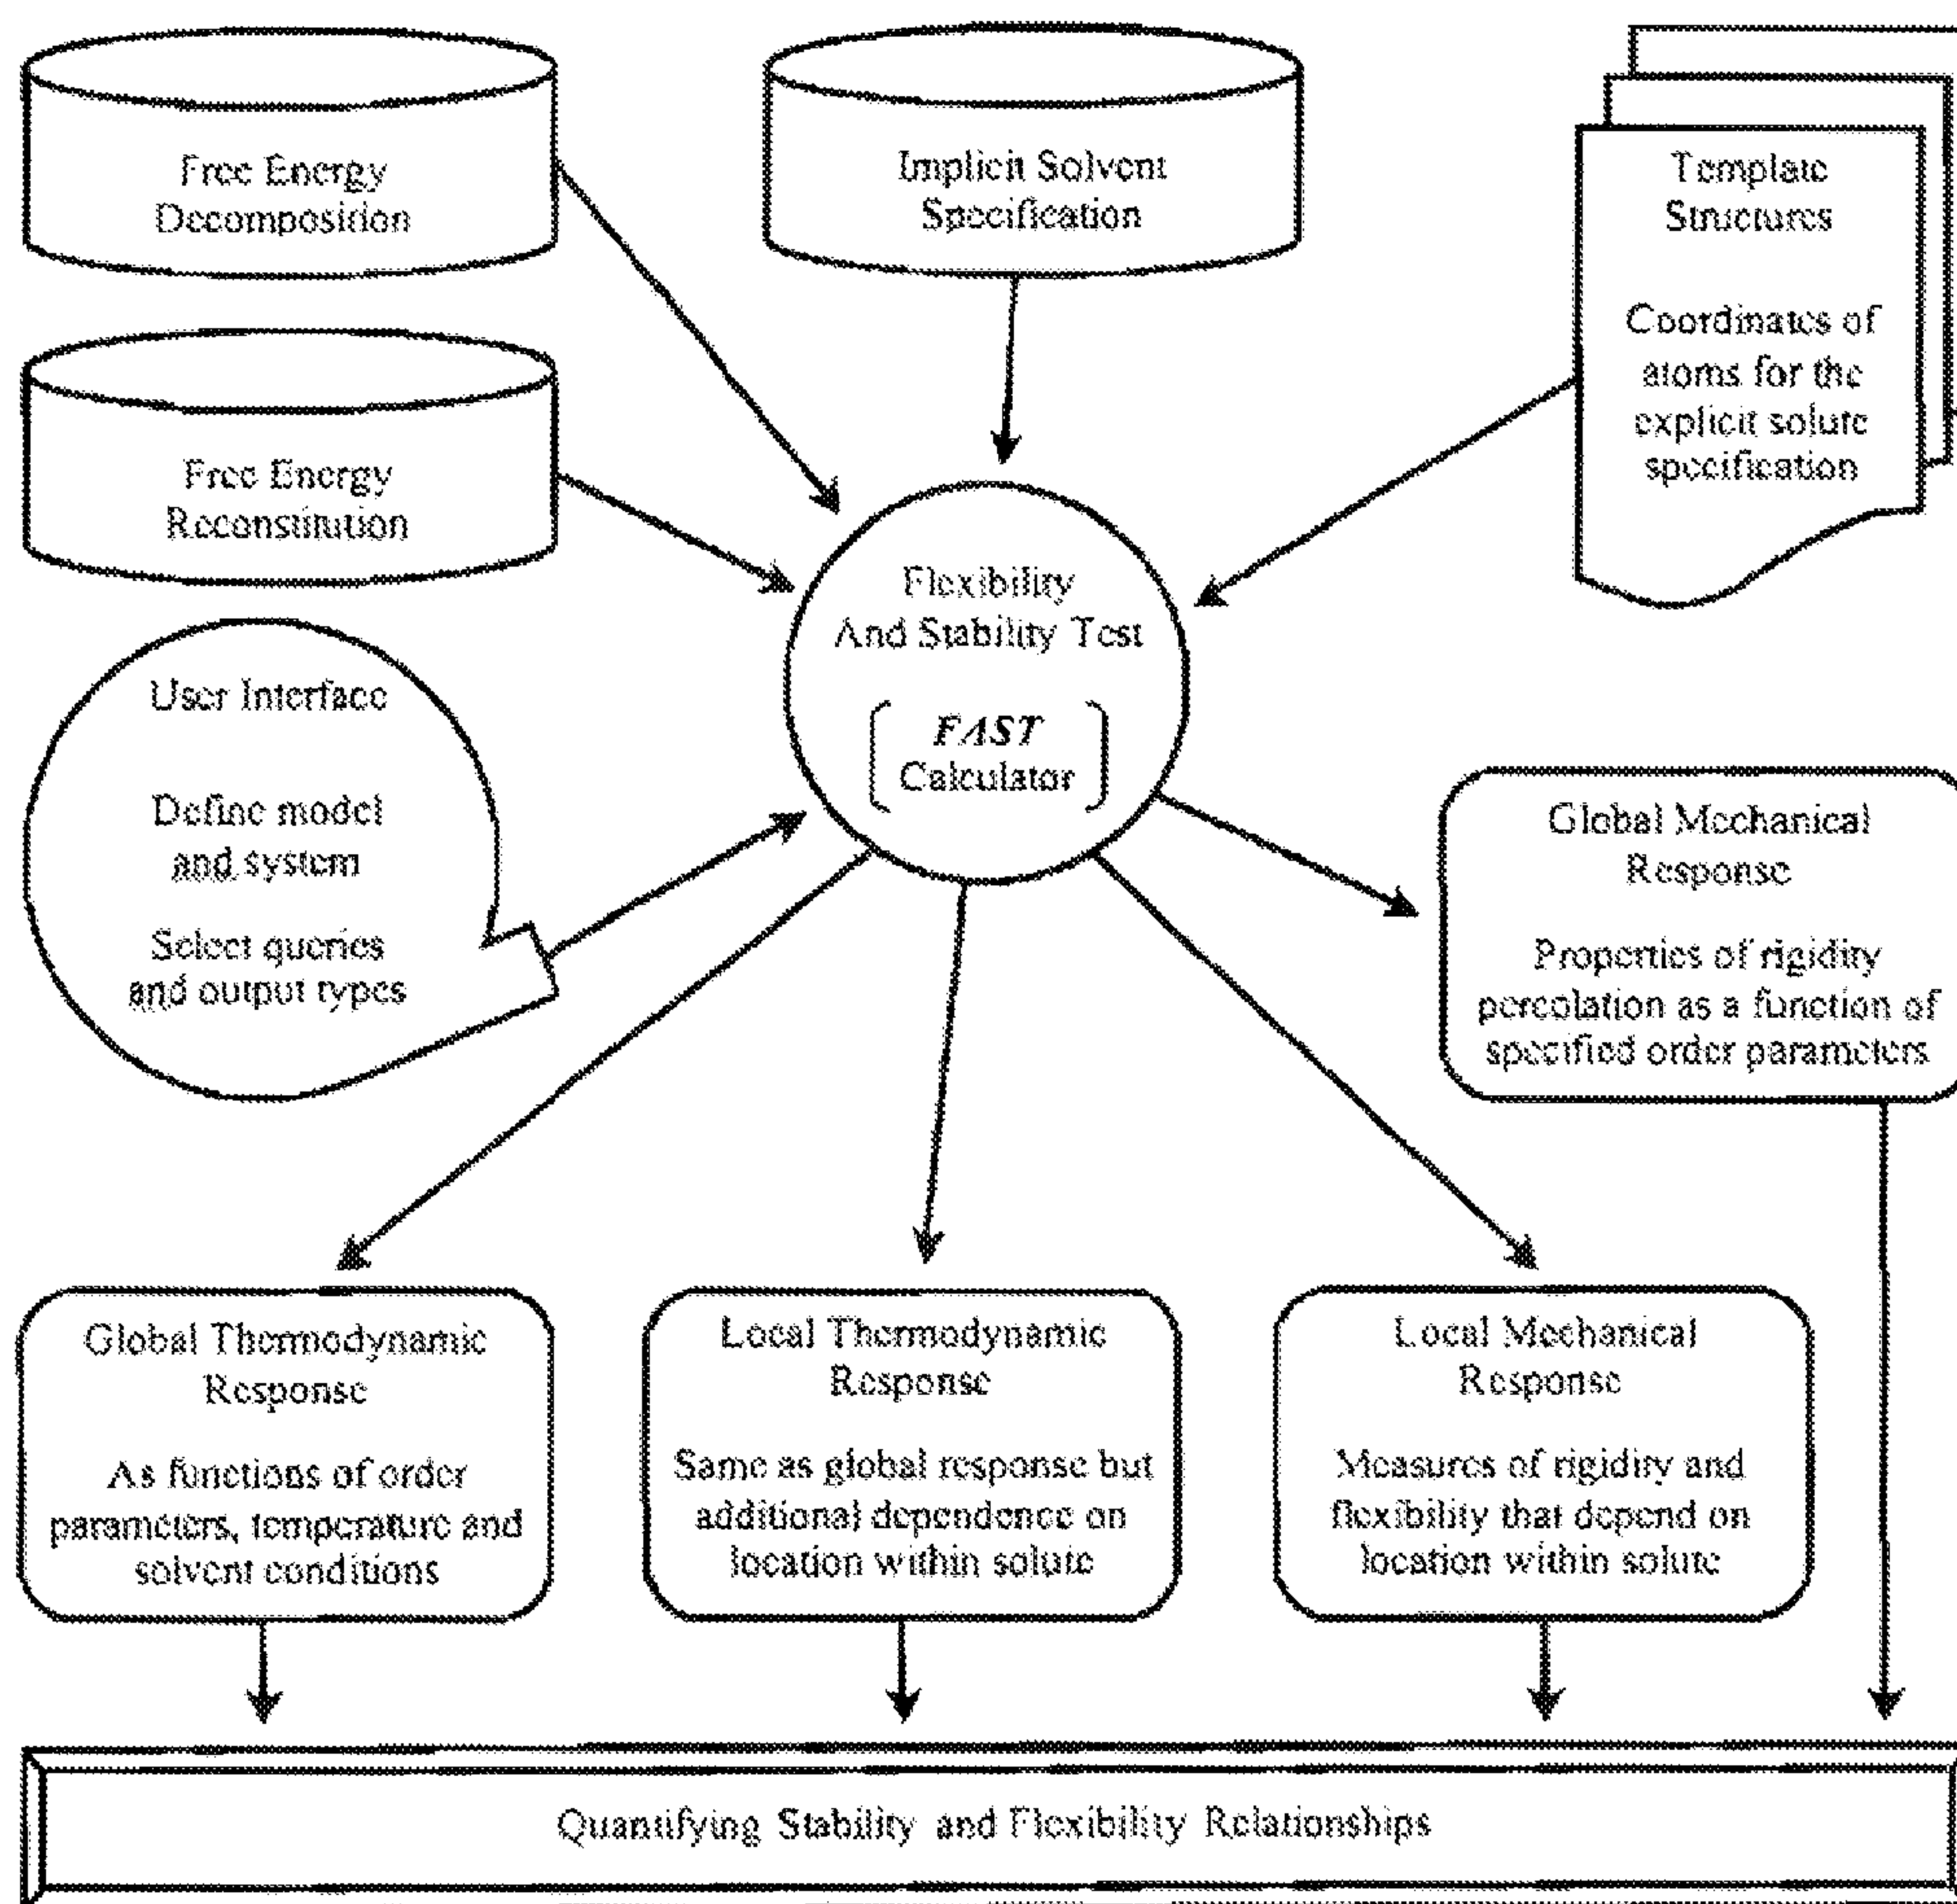 Free Energy
Decomposition
Implicit Solvent
Specification
Template
Structures
Coordinates of
atoms for the
explicit solute
specification
Free Energy
Reconstitution
Flexibility
And Stability Test
FAST
Calculator
User Interface
Define model
and system
Select queries
and output types
Global Mechanical
Response
Properties of rigidity
percolation as a function of
specified order parameters
Global Thermodynamic
Response
As functions of order
parameters, temperature and
solvent conditions
Local Thermodynamic
Response
Same as global response but
additional dependence on
location within solute
Local Mechanical
Response
Measures of rigidity and
flexibility that depend on
location within solute
Quantifying Stability and Flexibility Relationships